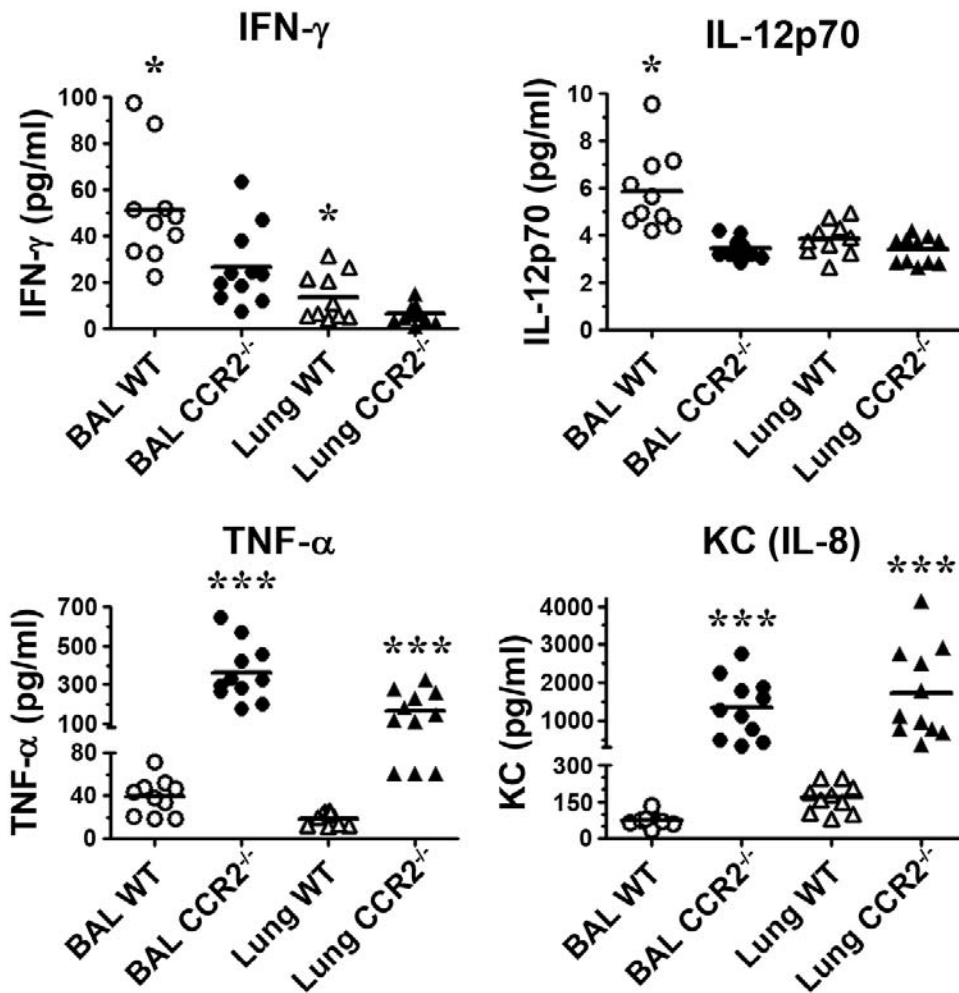 IFN-γ
*
IFN-γ (pg/ml)
100
80
60
40
20
0
*
BAL WT
BAL CCR2-/-
Lung WT
Lung CCR2-/-
IL-12p70
*
IL-12p70 (pg/ml)
10
8
6
4
2
0
BAL WT
BAL CCR2-/-
Lung WT
Lung CCR2-/-
TNF-α
***
TNF-α (pg/ml)
700
500
300
100
80
40
0
***
BAL WT
BAL CCR2-/-
Lung WT
Lung CCR2-/-
KC (IL-8)
***
KC (pg/ml)
4000
3000
2000
1000
300
150
0
***
BAL WT
BAL CCR2-/-
Lung WT
Lung CCR2-/-